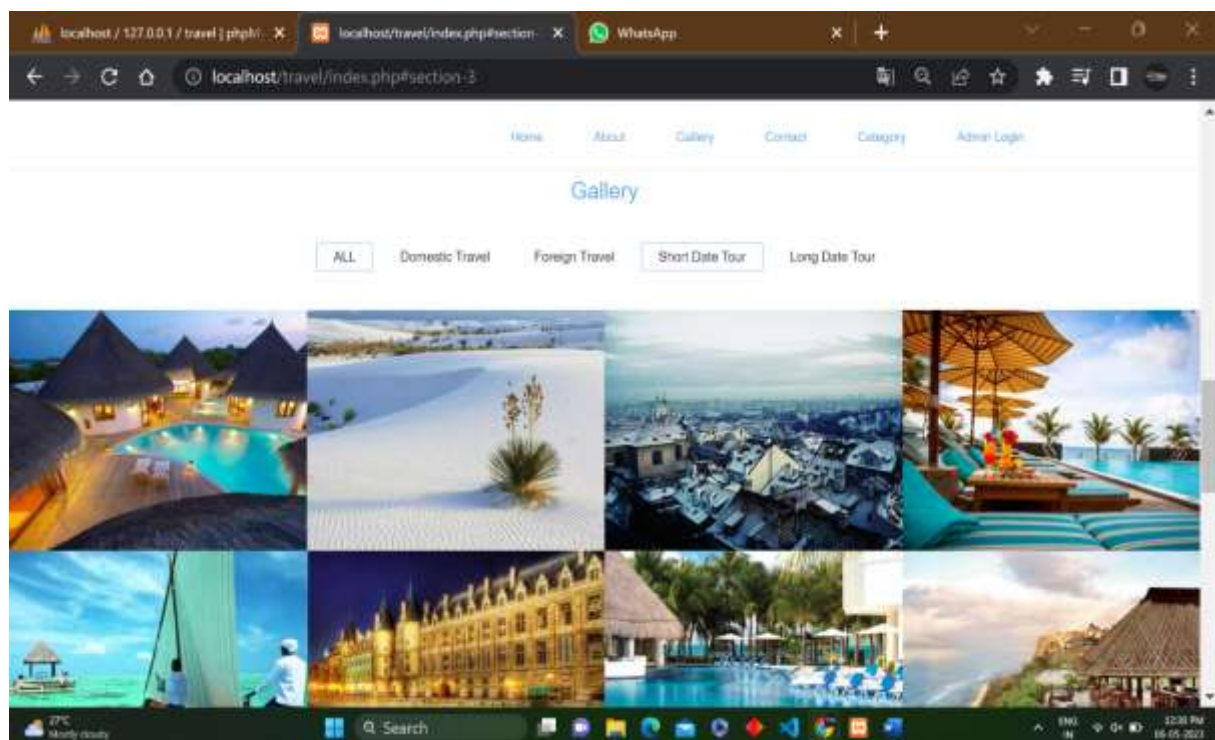 localhost / 127.0.0.1 / travel | phpM
localhost/travel/index.php#section-
WhatsApp
localhost/travel/index.php#section-3
Home About Gallery Contact Category Admin Login
Gallery
ALL Domestic Travel Foreign Travel Short Date Tour Long Date Tour
27°C
Mostly cloudy
Search
ENG
IN
12:38 PM
06-05-2023